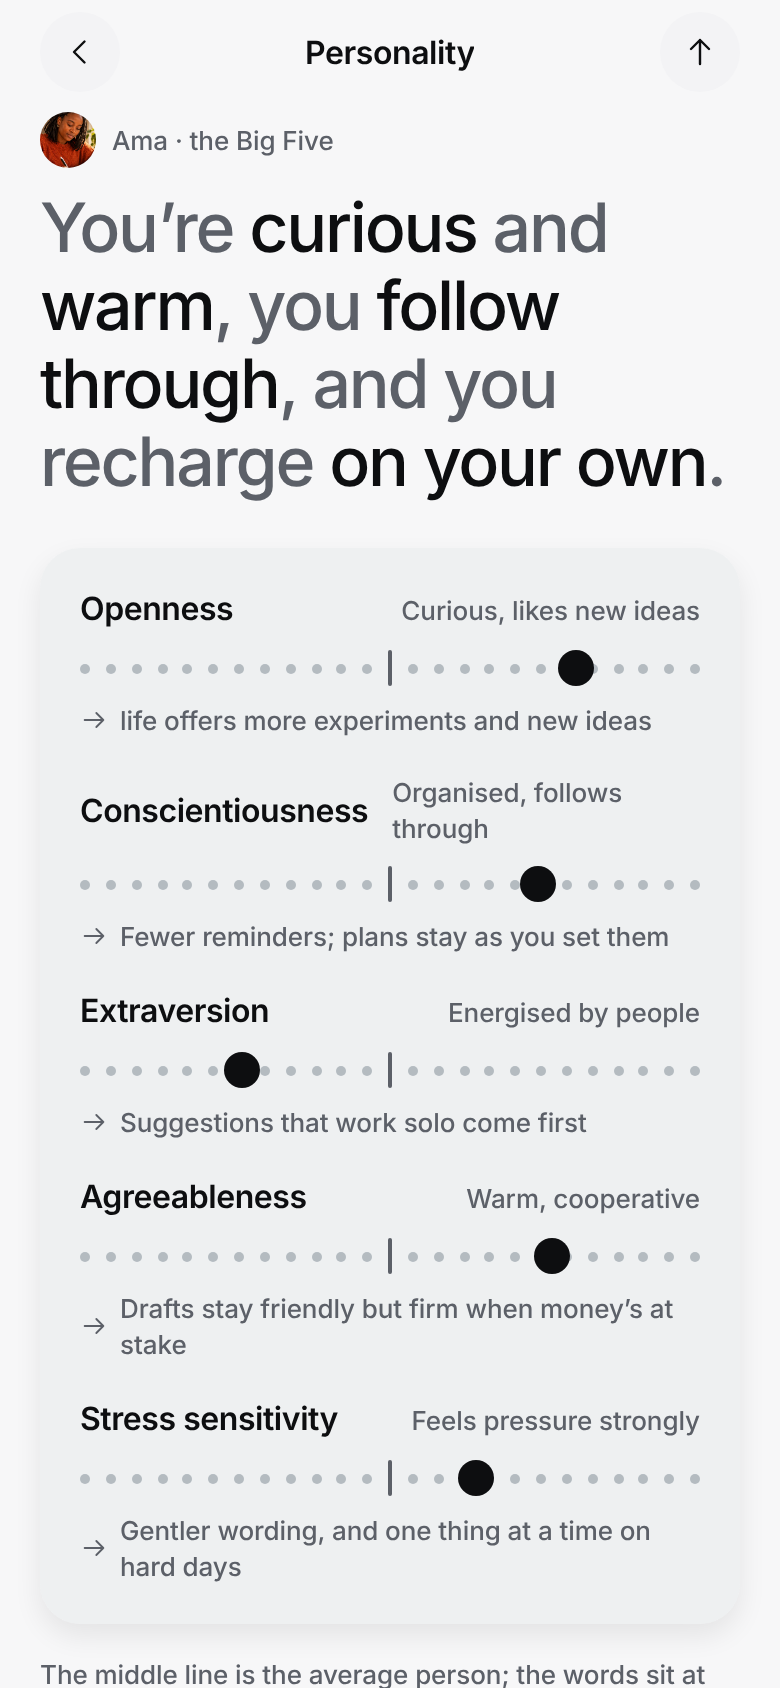 Personality
Ama · the Big Five
You’re curious and
warm, you follow
through, and you
recharge on your own.
Openness
Curious, likes new ideas
→ life offers more experiments and new ideas
Conscientiousness
Organised, follows
through
→ Fewer reminders; plans stay as you set them
Extraversion
Energised by people
→ Suggestions that work solo come first
Agreeableness
Warm, cooperative
→ Drafts stay friendly but firm when money’s at
stake
Stress sensitivity
Feels pressure strongly
→ Gentler wording, and one thing at a time on
hard days
The middle line is the average person; the words sit at